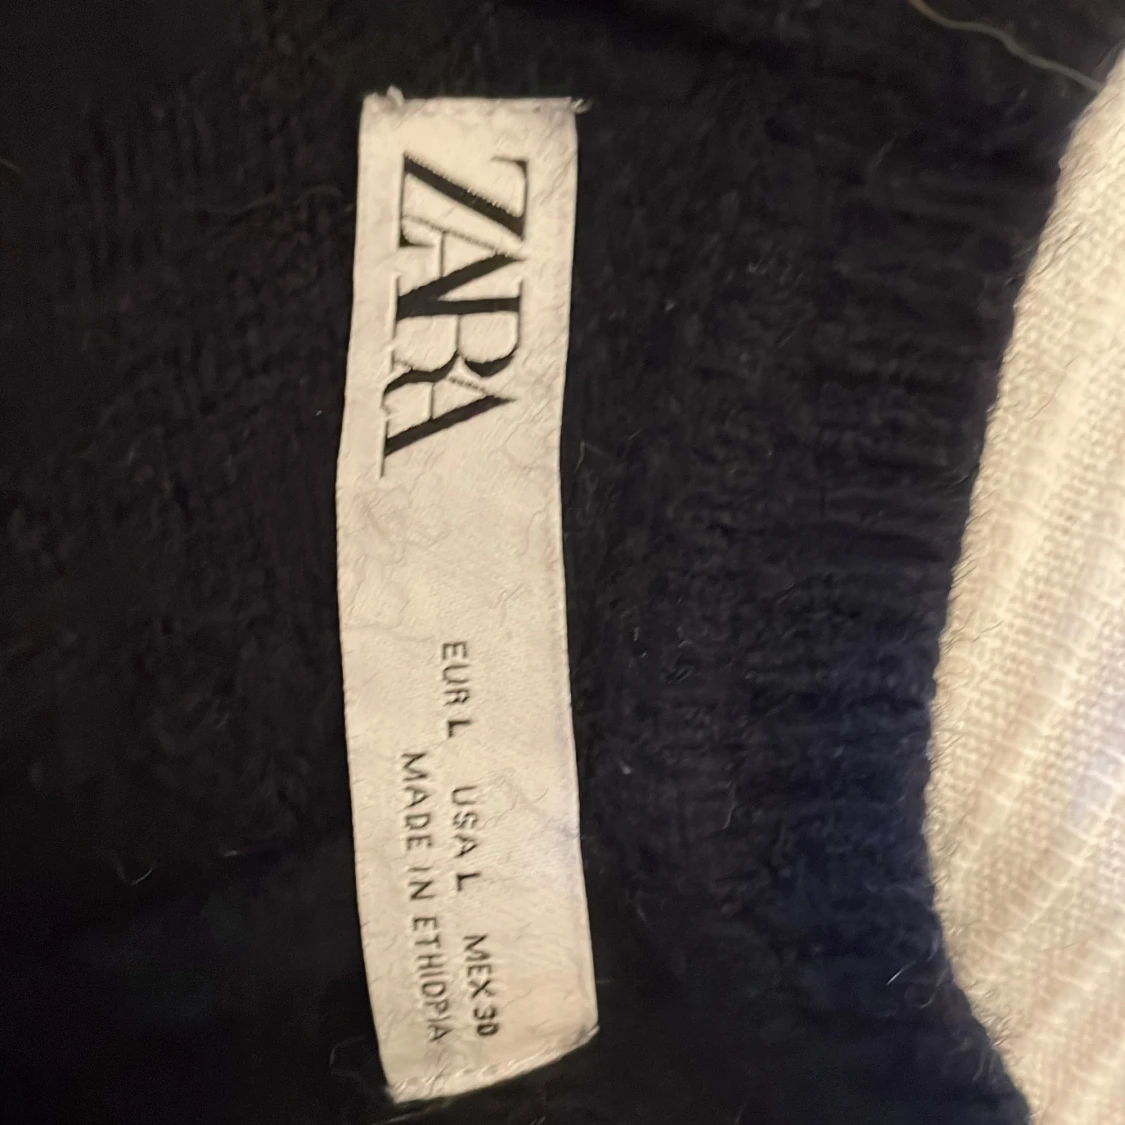 ZARA
EUR L USA L MEX 30
MADE IN ETHIOPIA